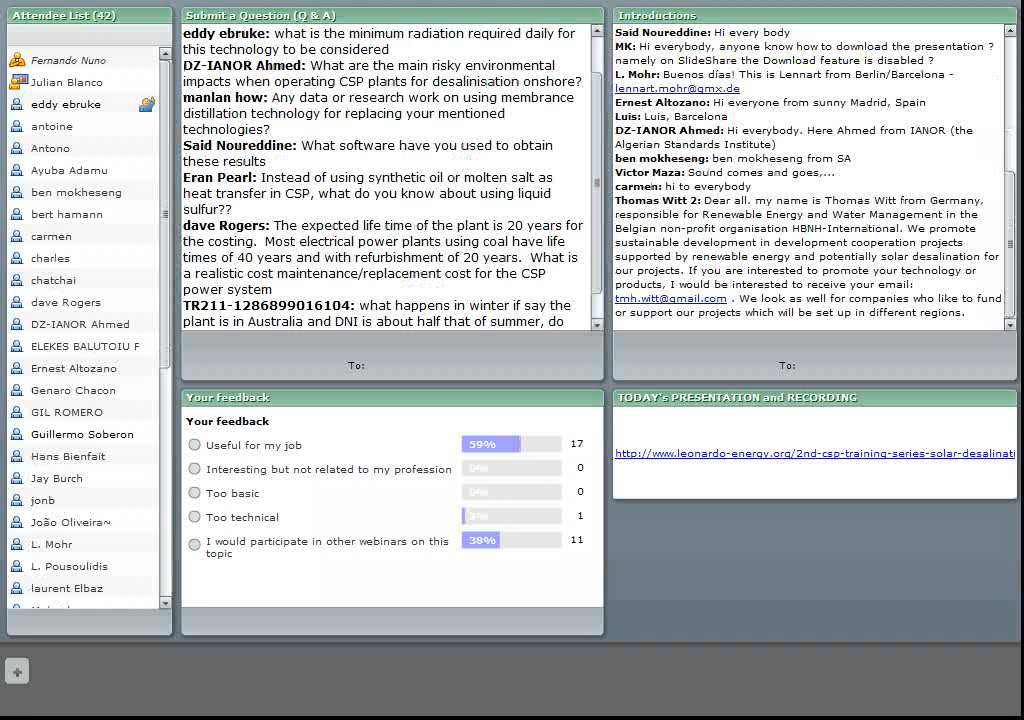 Attendee List (42)
Fernando Nuno
Julian Blanco
eddy ebruke
antoine
Antono
Ayuba Adamu
ben mokheseng
bert hamann
carmen
charles
chatchai
dave Rogers
DZ-IANOR Ahmed
ELEKES BALUTOIU F
Ernest Altozano
Genaro Chacon
GIL ROMERO
Guillermo Soberon
Hans Bienfait
Jay Burch
jonb
João Oliveira~
L. Mohr
L. Pousoulidis
laurent Elbaz
Submit a Question (Q & A)
eddy ebruke: what is the minimum radiation required daily for
this technology to be considered
DZ-IANOR Ahmed: What are the main risky environmental
impacts when operating CSP plants for desalinisation onshore?
manlan how: Any data or research work on using membrance
distillation technology for replacing your mentioned
technologies?
Said Noureddine: What software have you used to obtain
these results
Eran Pearl: Instead of using synthetic oil or molten salt as
heat transfer in CSP, what do you know about using liquid
sulfur??
dave Rogers: The expected life time of the plant is 20 years for
the costing.  Most electrical power plants using coal have life
times of 40 years and with refurbishment of 20 years.  What is
a realistic cost maintenance/replacement cost for the CSP
power system
TR211-1286899016104: what happens in winter if say the
plant is in Australia and DNI is about half that of summer, do
To:
Introductions
Said Noureddine: Hi every body
MK: Hi everybody, anyone know how to download the presentation ?
namely on SlideShare the Download feature is disabled ?
L. Mohr: Buenos días! This is Lennart from Berlin/Barcelona -
lennart.mohr@gmx.de
Ernest Altozano: Hi everyone from sunny Madrid, Spain
Luis: Luis, Barcelona
DZ-IANOR Ahmed: Hi everybody. Here Ahmed from IANOR (the
Algerian Standards Institute)
ben mokheseng: ben mokheseng from SA
Victor Maza: Sound comes and goes,...
carmen: hi to everybody
Thomas Witt 2: Dear all. my name is Thomas Witt from Germany,
responsible for Renewable Energy and Water Management in the
Belgian non-profit organisation HBNH-International. We promote
sustainable development in development cooperation projects
supported by renewable energy and potentially solar desalination for
our projects. If you are interested to promote your technology or
products, I would be interested to receive your email:
tmh.witt@gmail.com . We look as well for companies who like to fund
or support our projects which will be set up in different regions.
To:
Your feedback
Your feedback
Useful for my job 59% 17
Interesting but not related to my profession 0% 0
Too basic 0% 0
Too technical 3% 1
I would participate in other webinars on this 38% 11
topic
TODAY's PRESENTATION and RECORDING
http://www.leonardo-energy.org/2nd-csp-training-series-solar-desalinati